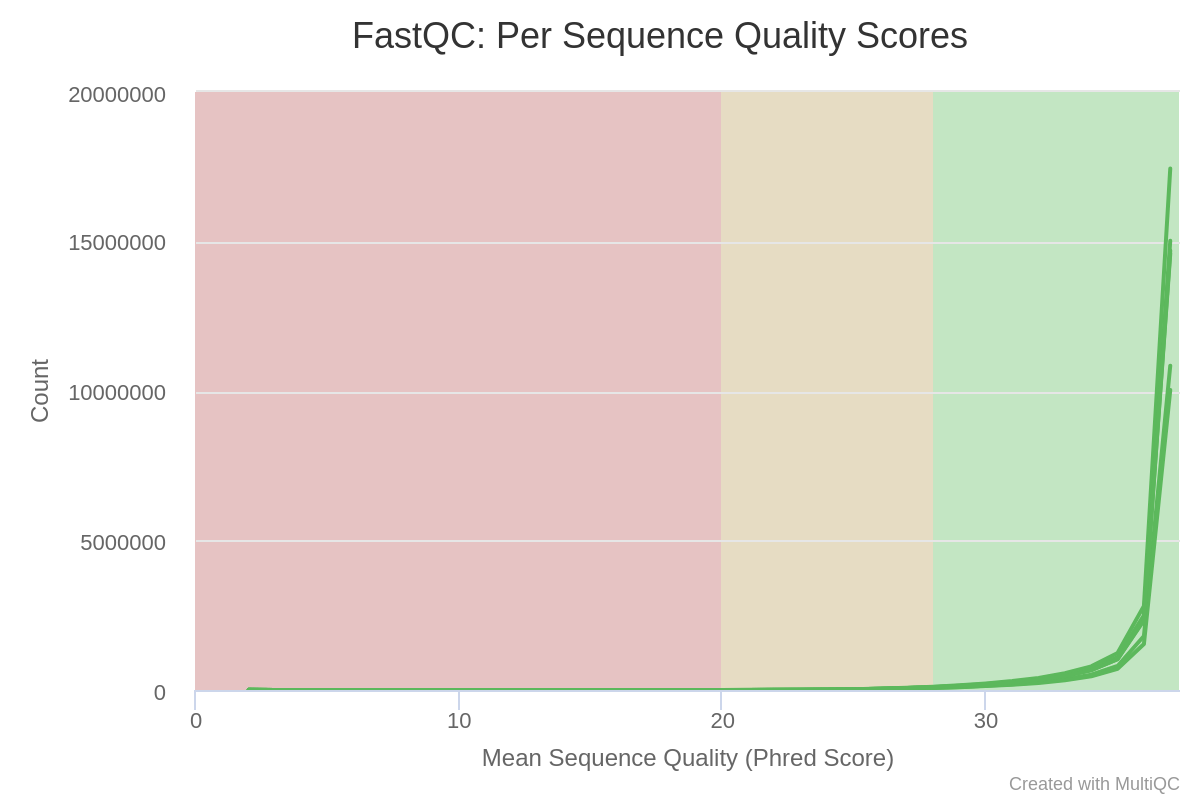 FastQC: Per Sequence Quality Scores
20000000
15000000
10000000
5000000
0
Count
0 10 20 30
Mean Sequence Quality (Phred Score)
Created with MultiQC